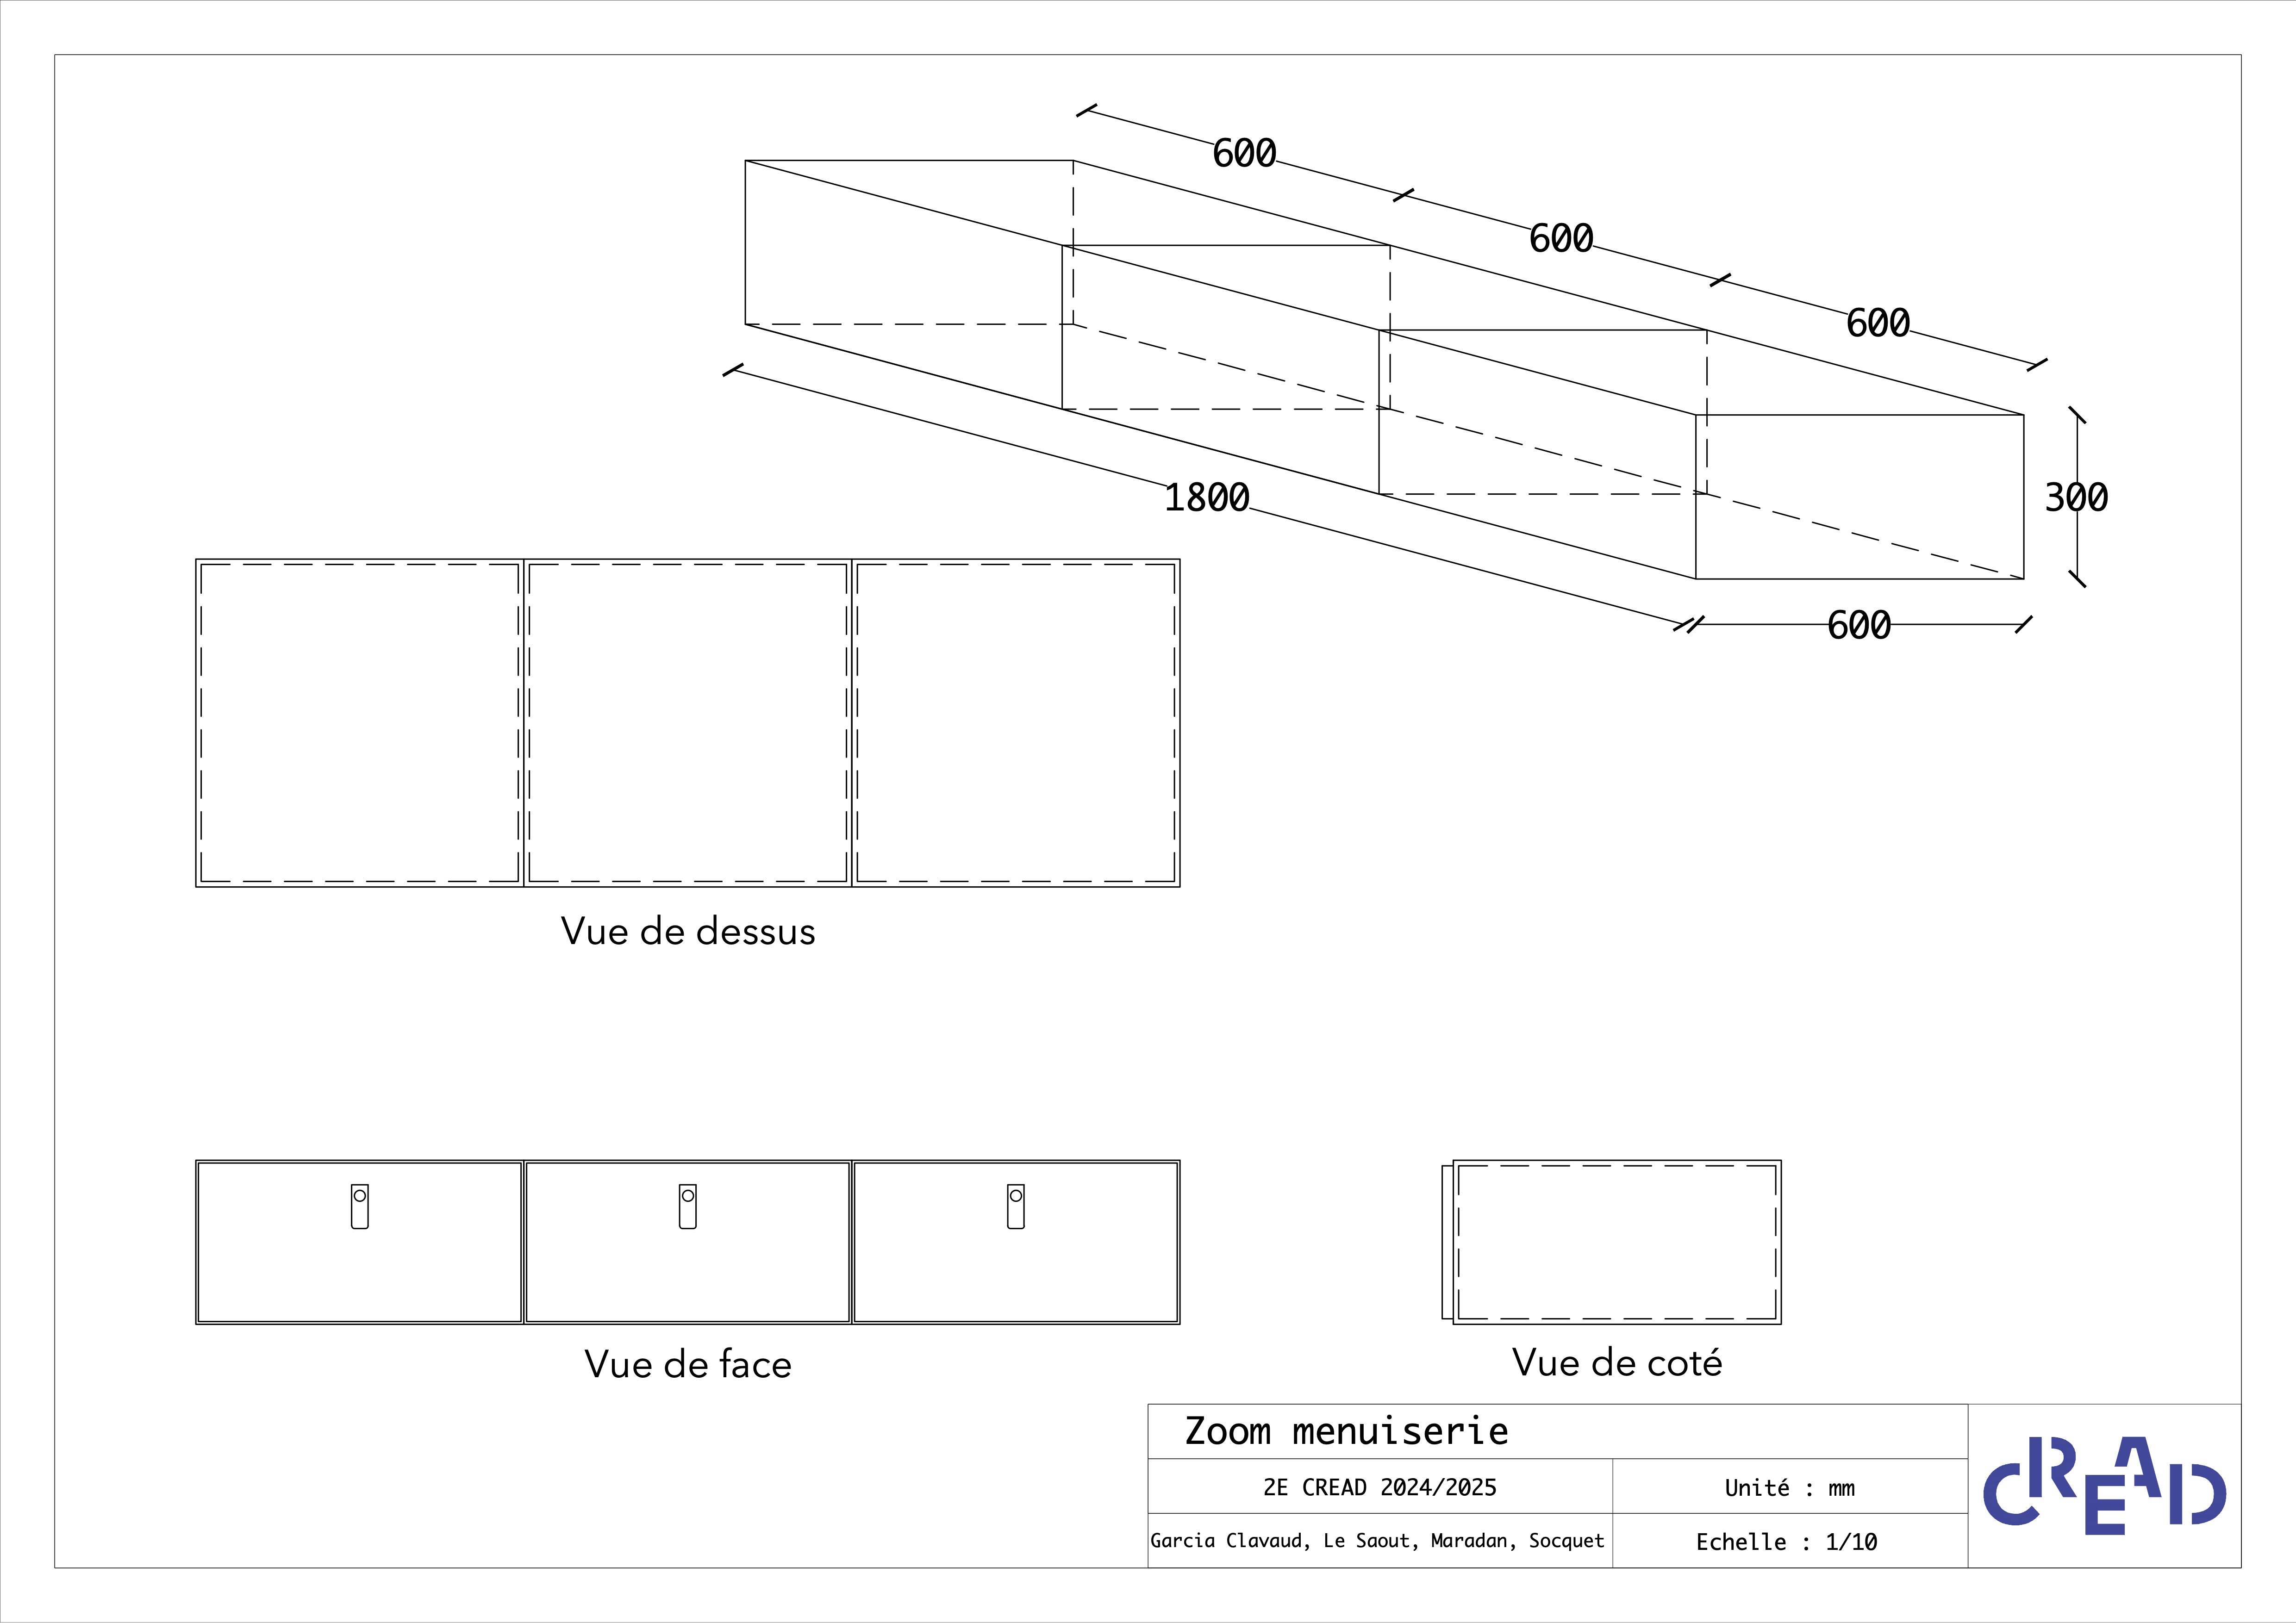 600
600
600
1800
300
600
Vue de dessus
Vue de face
Vue de coté
Zoom menuiserie
2E CREAD 2024/2025
Unité : mm
Garcia Clavaud, Le Saout, Maradan, Socquet
Echelle : 1/10
CREAD